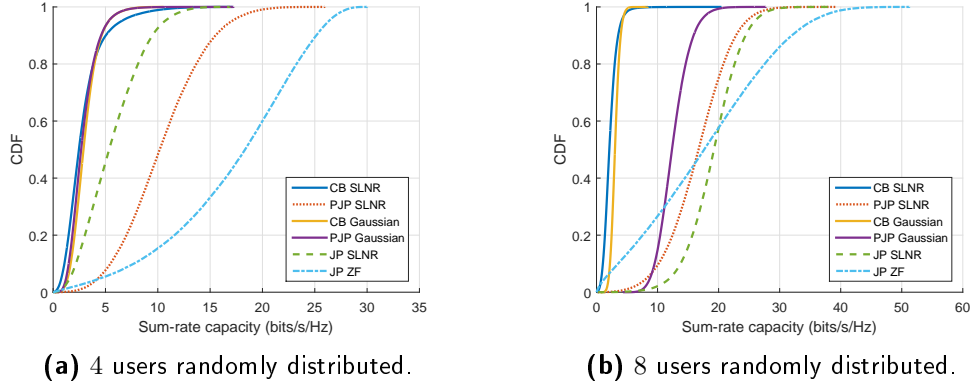 1
0.8
0.6
0.4
0.2
0
CDF
0 5 10 15 20 25 30 35
Sum-rate capacity (bits/s/Hz)
CB SLNR
PJP SLNR
CB Gaussian
PJP Gaussian
JP SLNR
JP ZF
(a) 4 users randomly distributed.
1
0.8
0.6
0.4
0.2
0
CDF
0 10 20 30 40 50 60
Sum-rate capacity (bits/s/Hz)
CB SLNR
PJP SLNR
CB Gaussian
PJP Gaussian
JP SLNR
JP ZF
(b) 8 users randomly distributed.